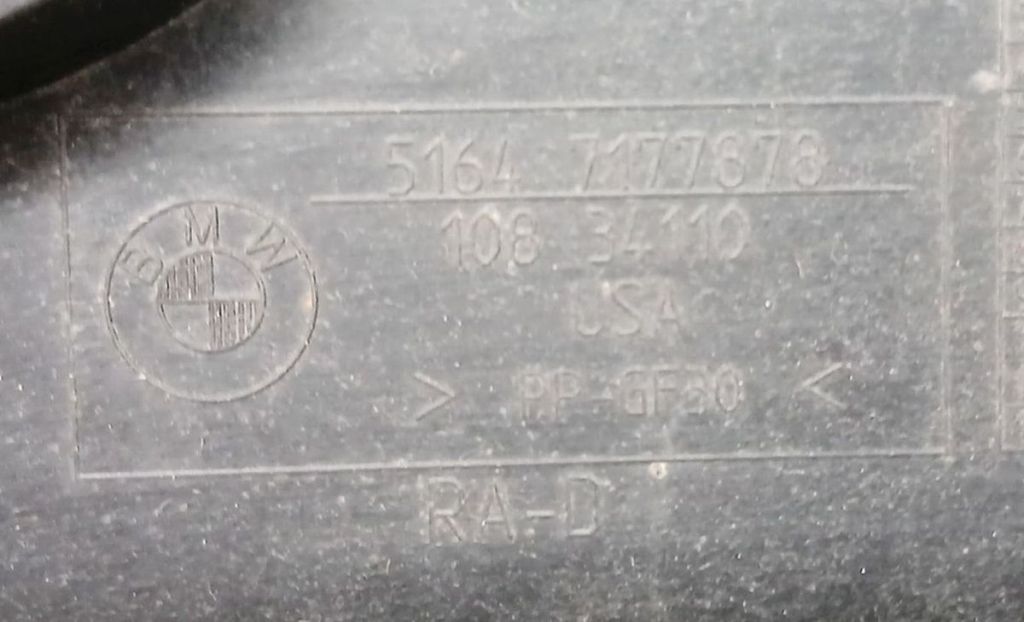 BMW
5164 7177878
108 34110
USA
> PP-GF30 <
RA-D